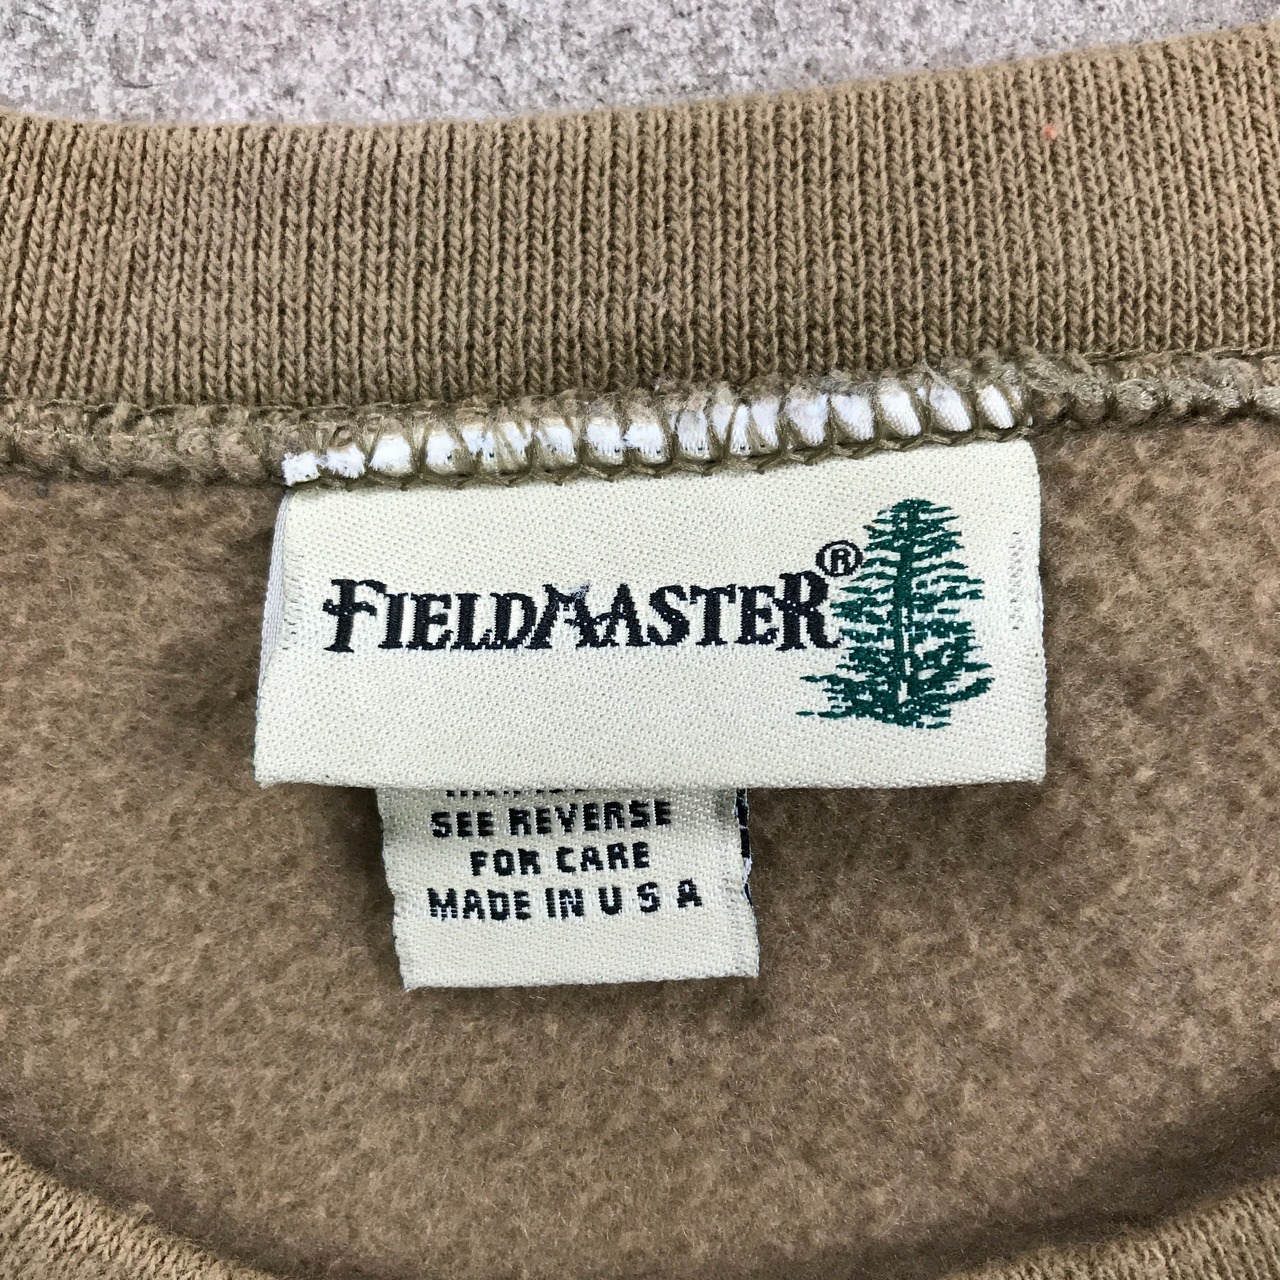 FIELDMASTER®
SEE REVERSE
FOR CARE
MADE IN U S A